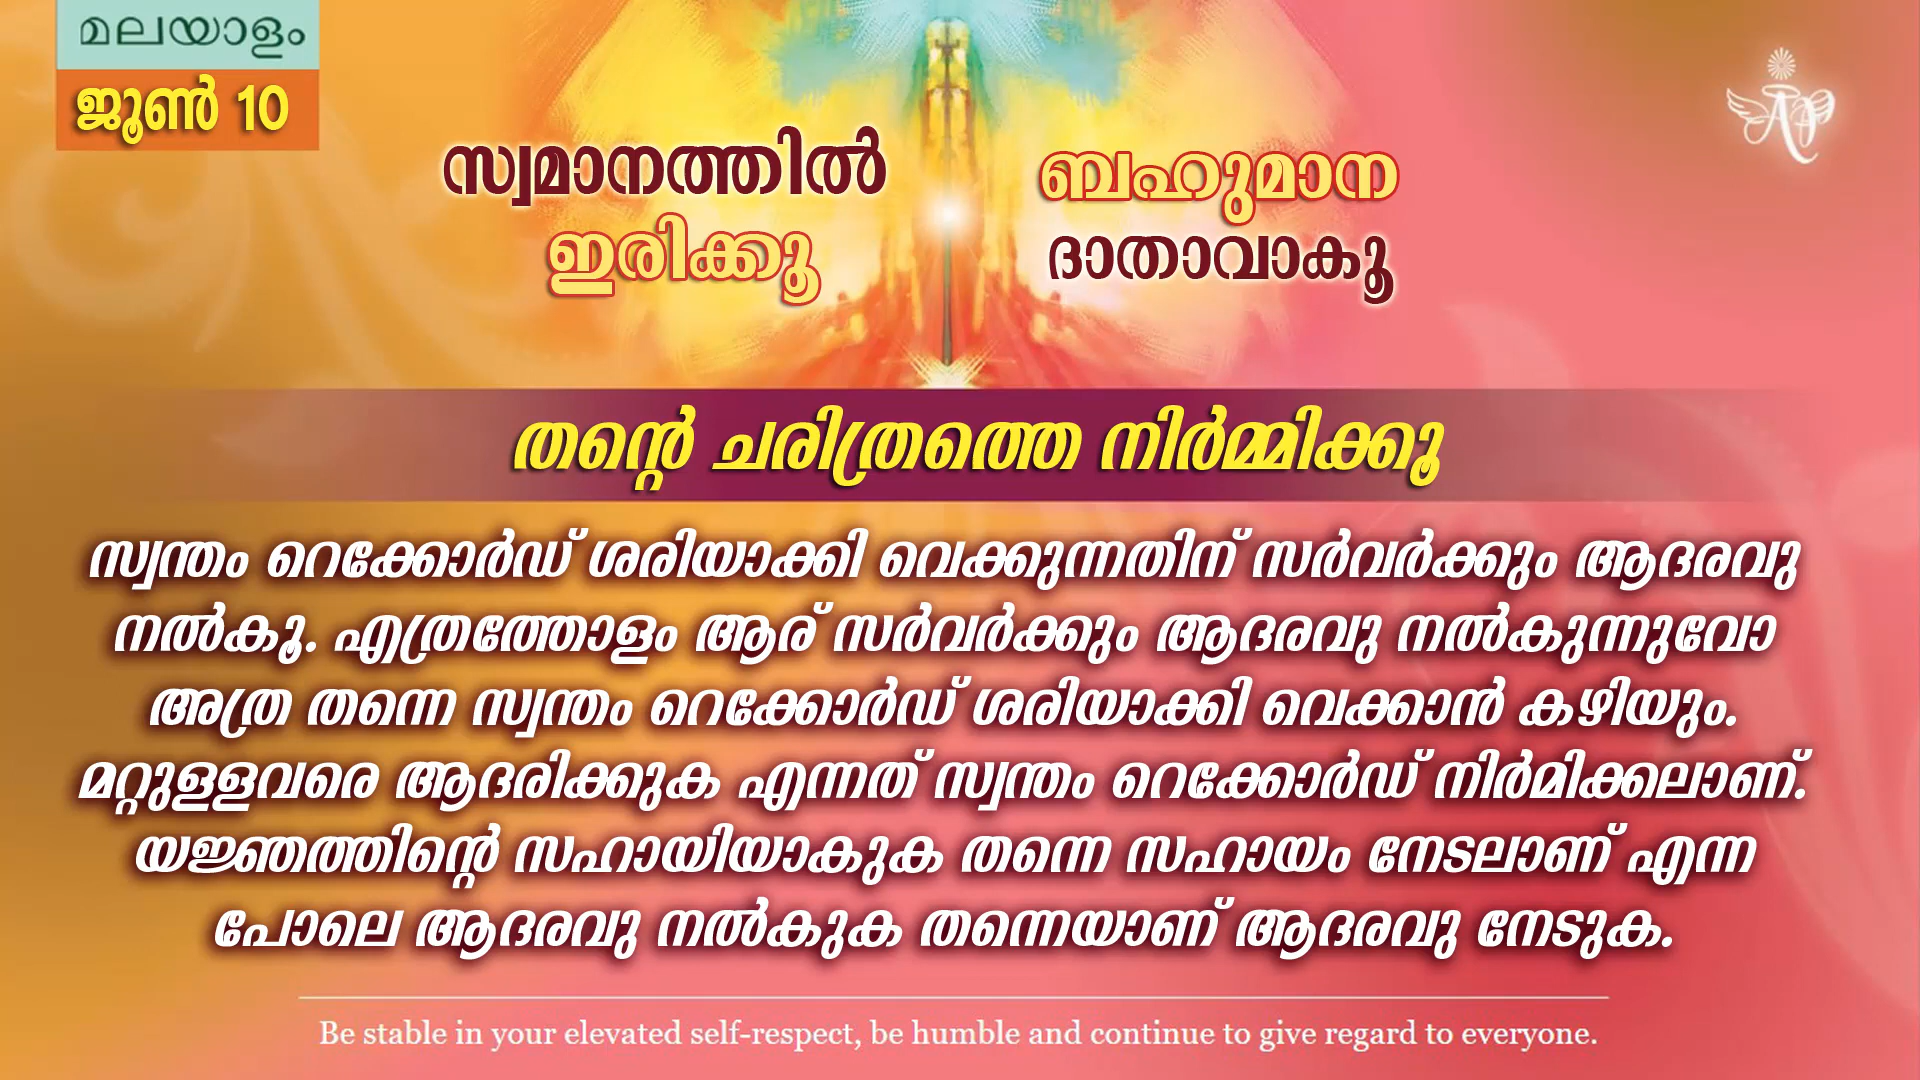 മലയാളം
ജൂൺ 10
സ്വമാനത്തിൽ
ഇരിക്കൂ
ബഹുമാന
ദാതാവാകൂ
തന്റെ ചരിത്രത്തെ നിർമ്മിക്കൂ
സ്വന്തം റെക്കോർഡ് ശരിയാക്കി വെക്കുന്നതിന് സർവർക്കും ആദരവു
നൽകൂ. എത്രത്തോളം ആര് സർവർക്കും ആദരവു നൽകുന്നുവോ
അത്ര തന്നെ സ്വന്തം റെക്കോർഡ് ശരിയാക്കി വെക്കാൻ കഴിയും.
മറ്റുളളവരെ ആദരിക്കുക എന്നത് സ്വന്തം റെക്കോർഡ് നിർമിക്കലാണ്.
യജ്ഞത്തിന്റെ സഹായിയാകുക തന്നെ സഹായം നേടലാണ് എന്ന
പോലെ ആദരവു നൽകുക തന്നെയാണ് ആദരവു നേടുക.
Be stable in your elevated self-respect, be humble and continue to give regard to everyone.